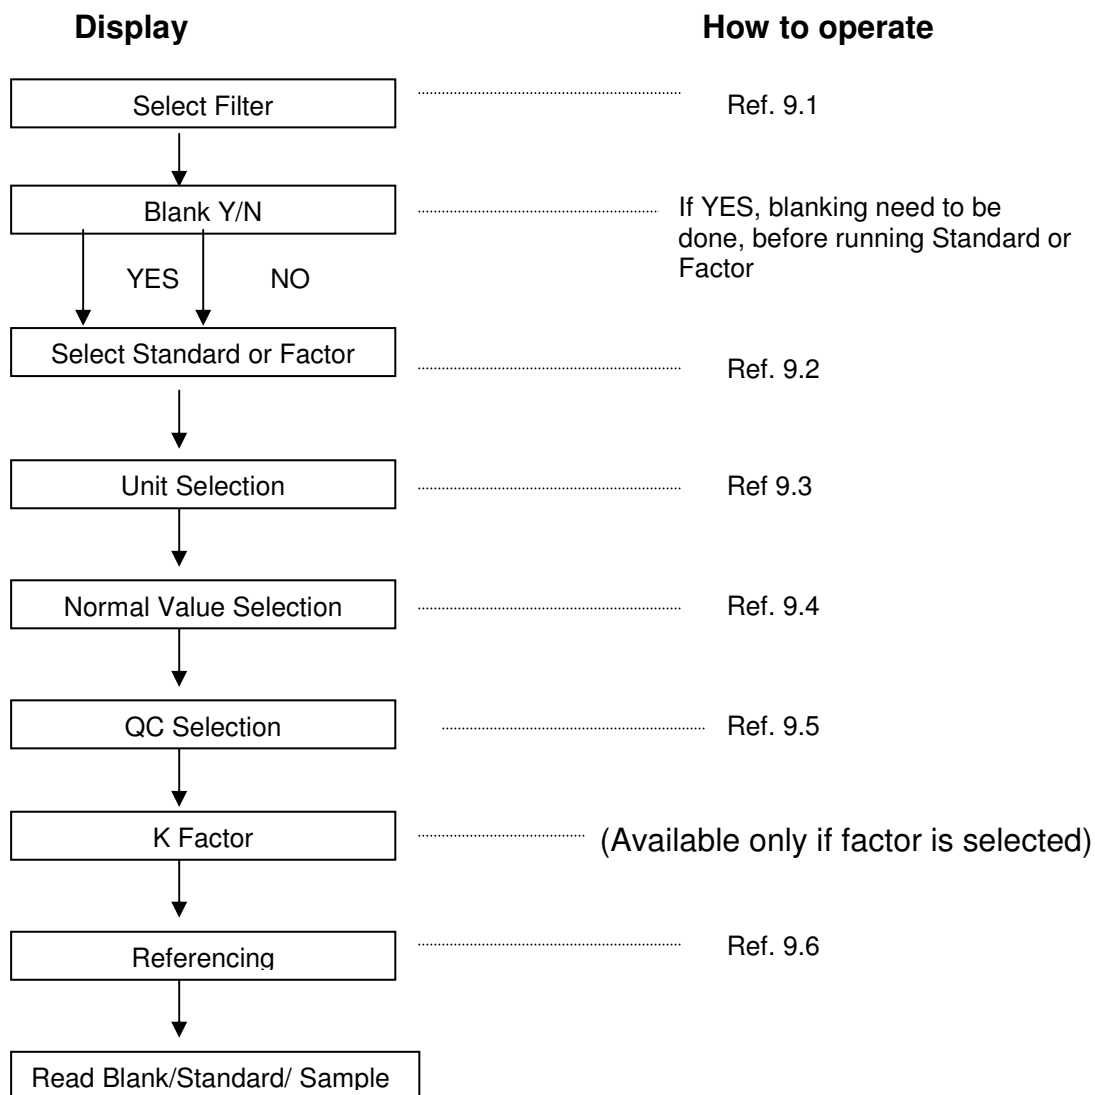 Display
How to operate
Select Filter
Ref. 9.1
Blank Y/N
If YES, blanking need to be
done, before running Standard or
Factor
YES
NO
Select Standard or Factor
Ref. 9.2
Unit Selection
Ref 9.3
Normal Value Selection
Ref. 9.4
QC Selection
Ref. 9.5
K Factor
(Available only if factor is selected)
Referencing
Ref. 9.6
Read Blank/Standard/ Sample